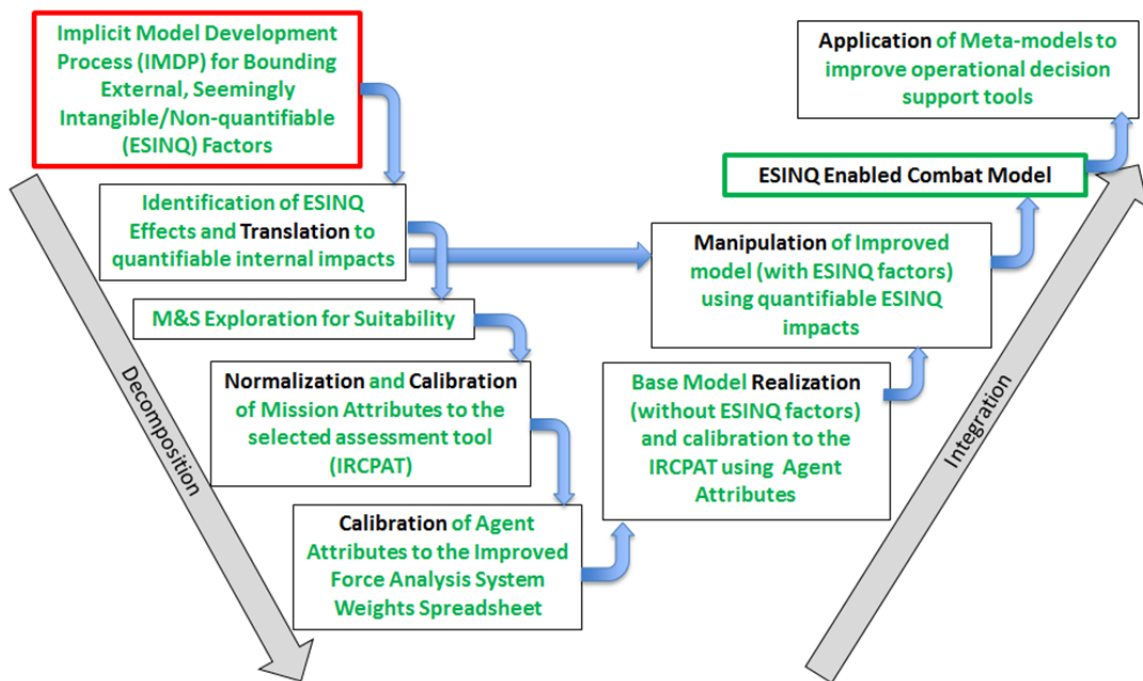 Implicit Model Development
Process (IMDP) for Bounding
External, Seemingly
Intangible/Non-quantifiable
(ESINQ) Factors
Identification of ESINQ
Effects and Translation to
quantifiable internal impacts
M&S Exploration for Suitability
Normalization and Calibration
of Mission Attributes to the
selected assessment tool
(IRCPAT)
Calibration of Agent
Attributes to the Improved
Force Analysis System
Weights Spreadsheet
Base Model Realization
(without ESINQ factors)
and calibration to the
IRCPAT using Agent
Attributes
Manipulation of Improved
model (with ESINQ factors)
using quantifiable ESINQ
impacts
ESINQ Enabled Combat Model
Application of Meta-models to
improve operational decision
support tools
Decomposition
Integration